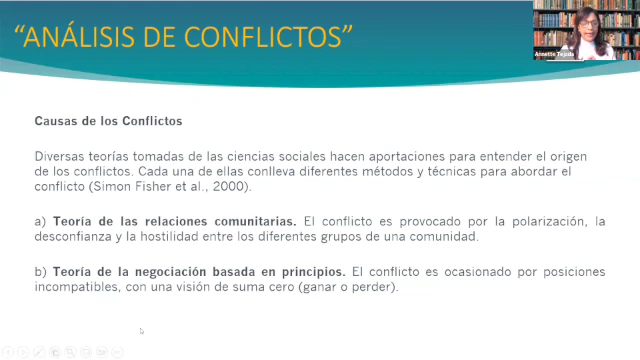 “ANÁLISIS DE CONFLICTOS”
Annette Tejada
Causas de los Conflictos
Diversas teorías tomadas de las ciencias sociales hacen aportaciones para entender el origen
de los conflictos. Cada una de ellas conlleva diferentes métodos y técnicas para abordar el
conflicto (Simon Fisher et al., 2000).
a) Teoría de las relaciones comunitarias. El conflicto es provocado por la polarización, la
desconfianza y la hostilidad entre los diferentes grupos de una comunidad.
b) Teoría de la negociación basada en principios. El conflicto es ocasionado por posiciones
incompatibles, con una visión de suma cero (ganar o perder).